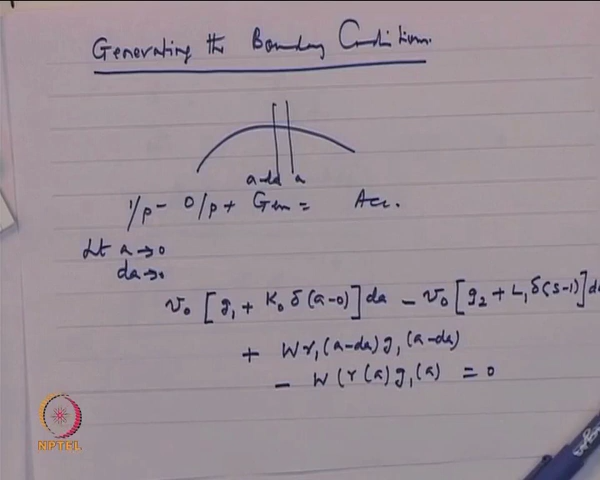 Generating the Boundary Conditions.
a-da a
I/p - O/p + Gen = Acc.
Lt a→0
da→0
v₀ [g₁ + K₀ δ(a-0)] da - v₀ [g₂ + L₁ δ(s-1)] da
+ W r₁(a-da) g₁(a-da)
- W (r(a) g₁(a) = 0
NPTEL